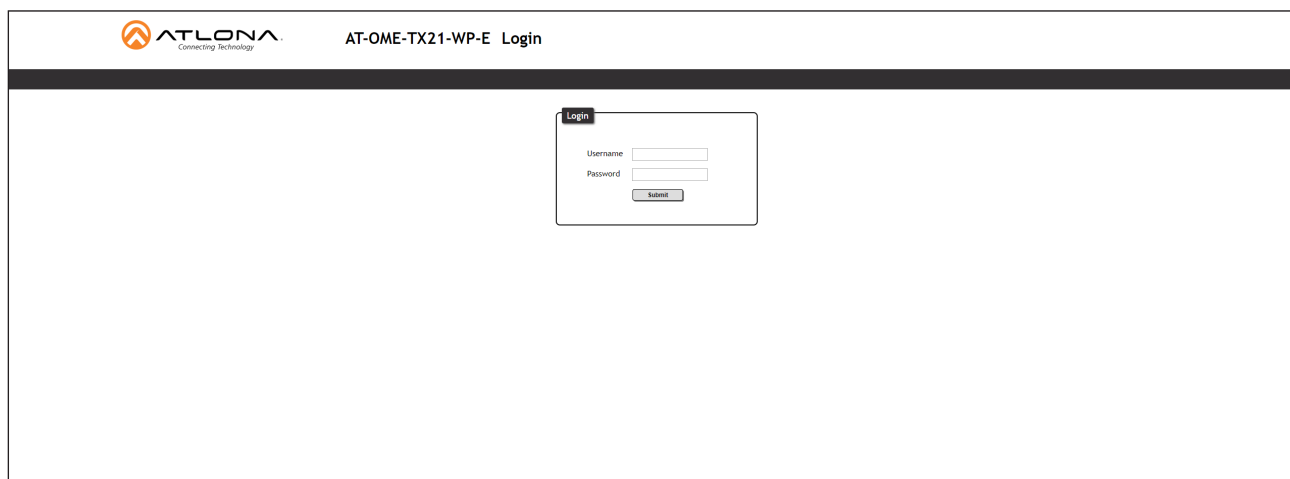 ATLONA.
Connecting Technology
AT-OME-TX21-WP-E Login
Login
Username
Password
Submit